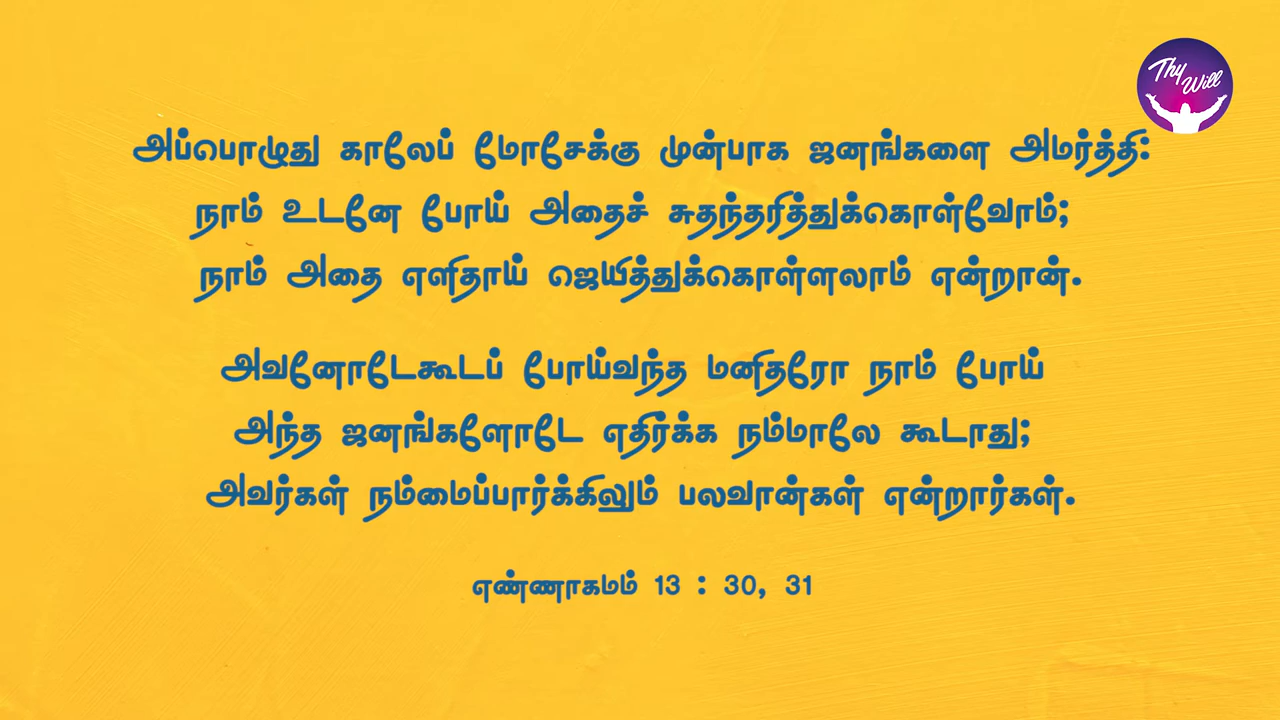 Thy
Will
அப்பொழுது காலேப் மோசேக்கு முன்பாக ஜனங்களை அமர்த்தி:
நாம் உடனே போய் அதைச் சுதந்தரித்துக்கொள்வோம்;
நாம் அதை எளிதாய் ஜெயித்துக்கொள்ளலாம் என்றான்.
அவனோடேகூடப் போய்வந்த மனிதரோ நாம் போய்
அந்த ஜனங்களோடே எதிர்க்க நம்மாலே கூடாது;
அவர்கள் நம்மைப்பார்க்கிலும் பலவான்கள் என்றார்கள்.
எண்ணாகமம் 13 : 30, 31